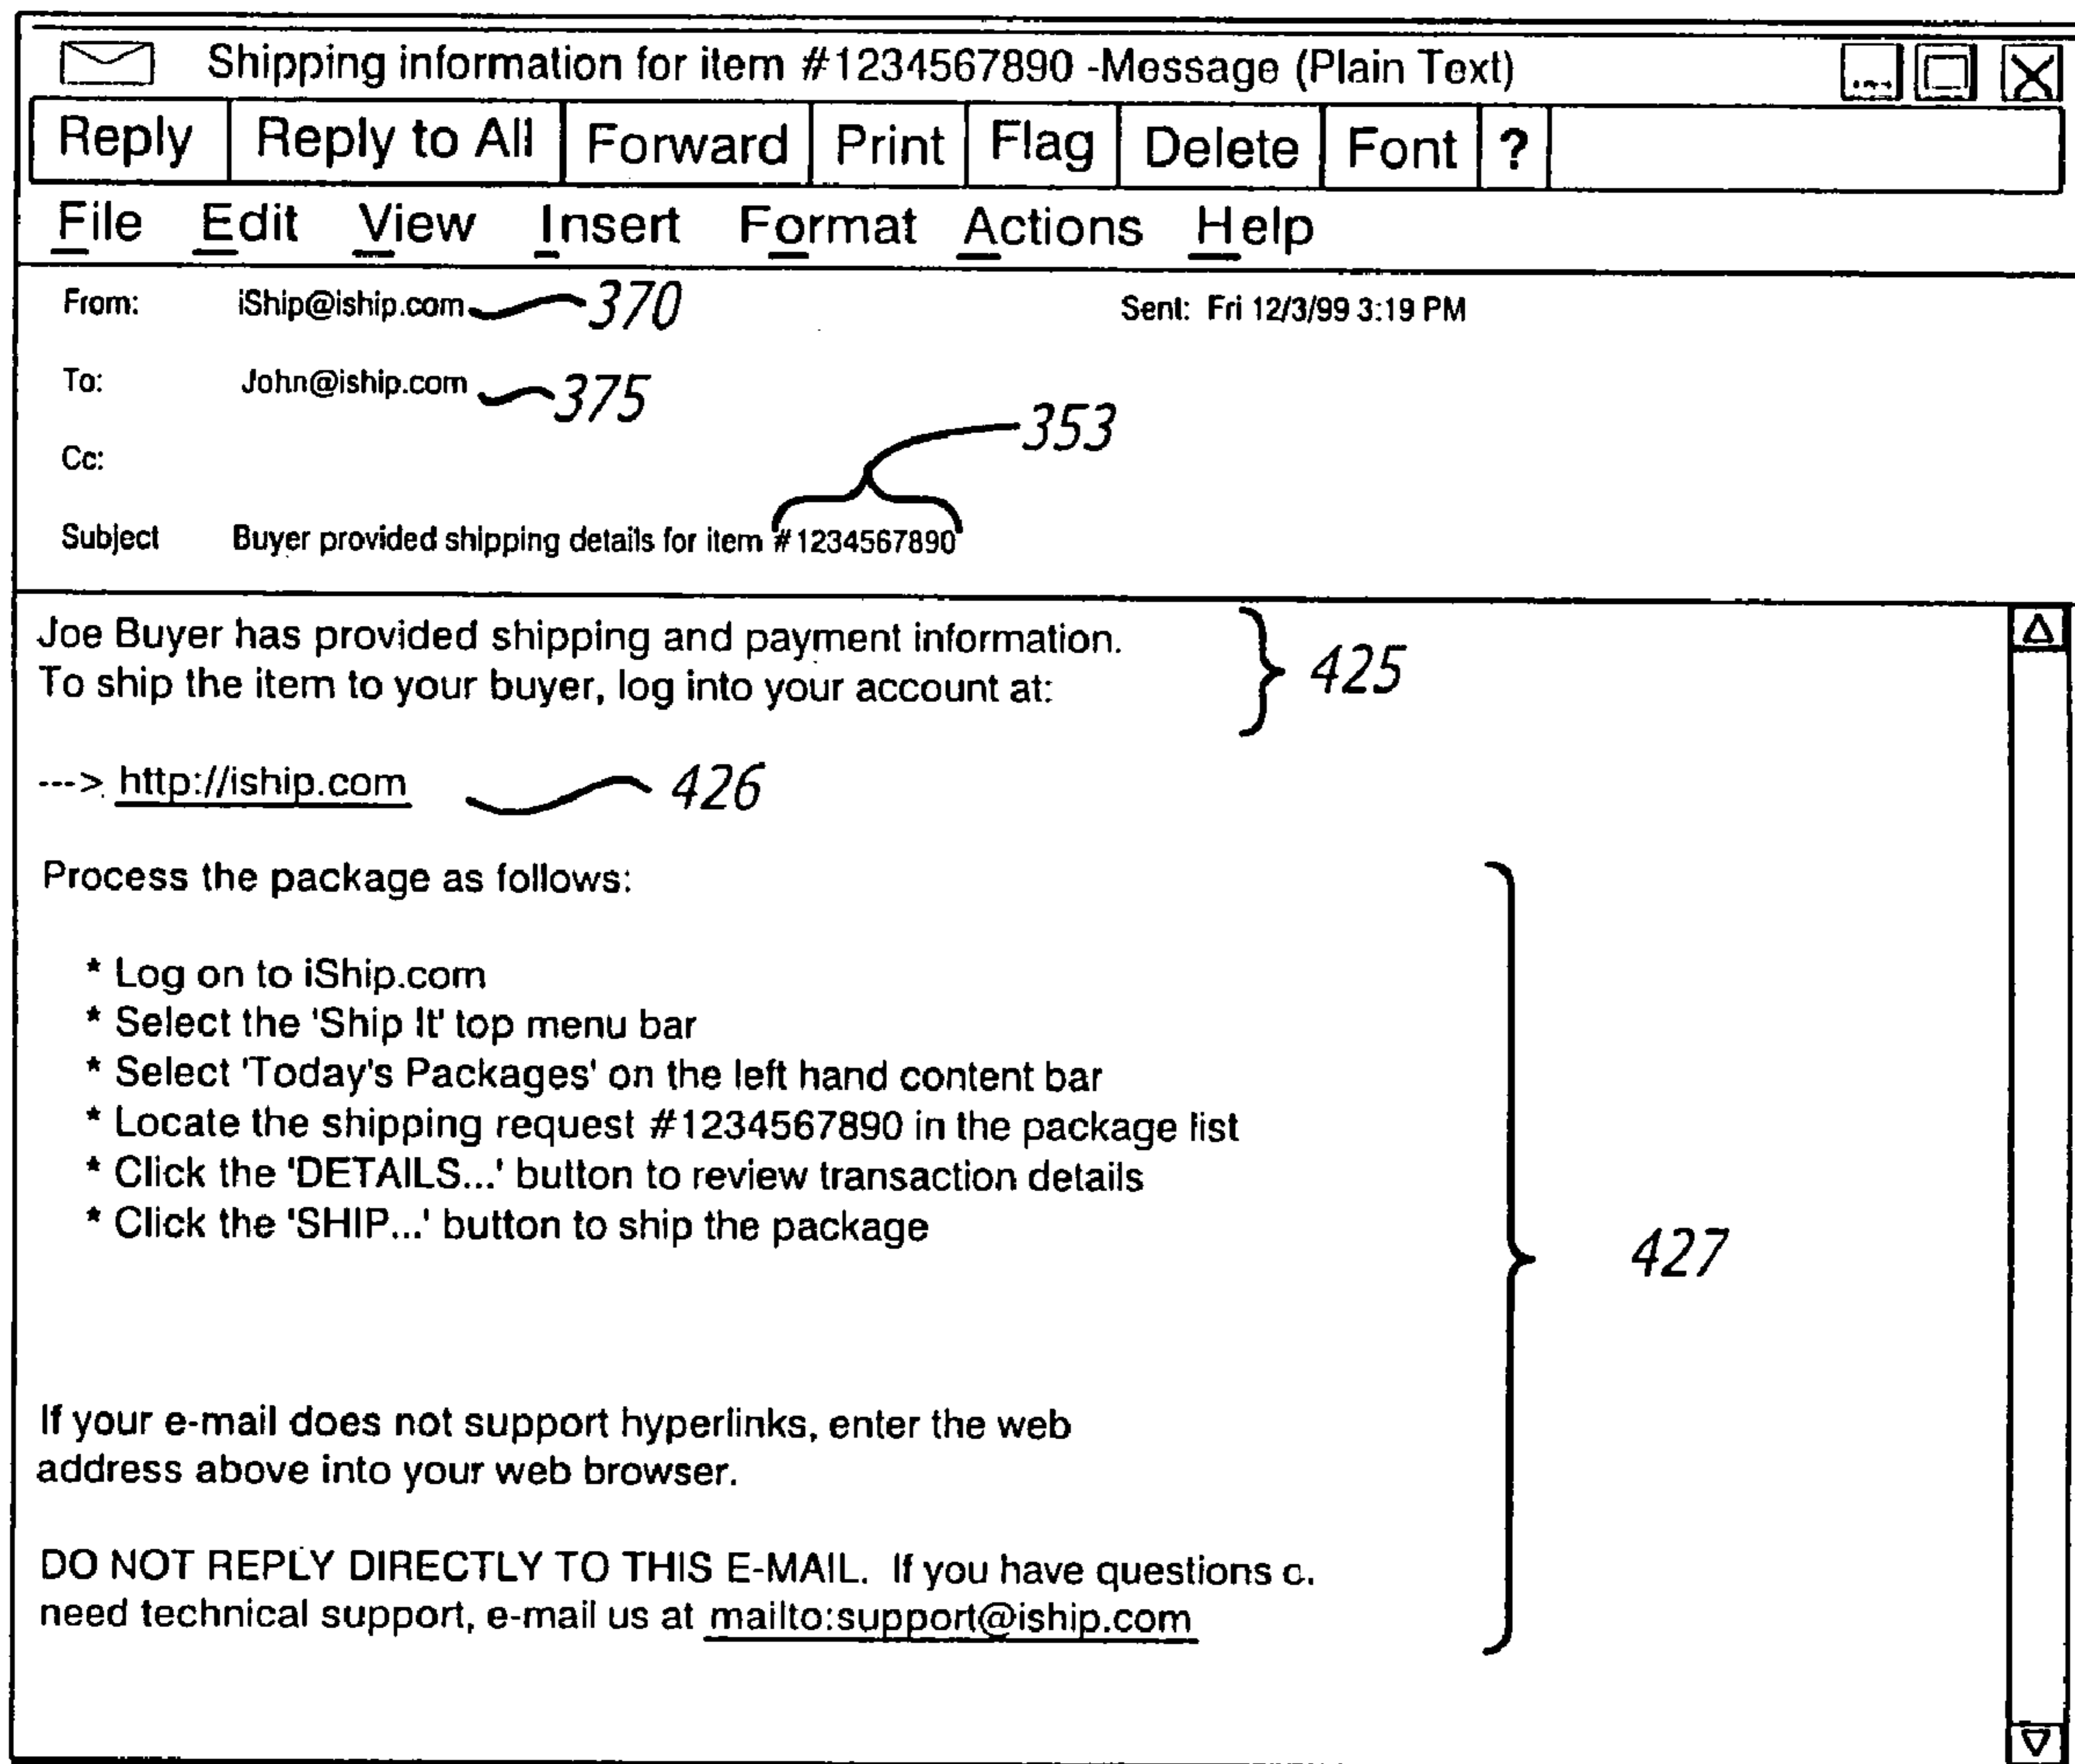 Shipping information for item #1234567890 -Message (Plain Text)
Reply Reply to All Forward Print Flag Delete Font ?
File Edit View Insert Format Actions Help
From: iShip@iship.com 370 Sent: Fri 12/3/99 3:19 PM
To: John@iship.com 375
353
Cc:
Subject Buyer provided shipping details for item #1234567890
Joe Buyer has provided shipping and payment information.
To ship the item to your buyer, log into your account at:
425
---> http://iship.com 426
Process the package as follows:
* Log on to iShip.com
* Select the 'Ship It' top menu bar
* Select 'Today's Packages' on the left hand content bar
* Locate the shipping request #1234567890 in the package list
* Click the 'DETAILS...' button to review transaction details
* Click the 'SHIP...' button to ship the package
427
If your e-mail does not support hyperlinks, enter the web
address above into your web browser.
DO NOT REPLY DIRECTLY TO THIS E-MAIL. If you have questions
need technical support, e-mail us at mailto:support@iship.com